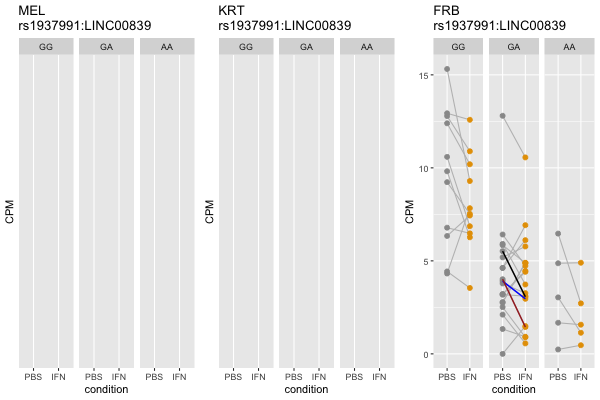 MEL
rs1937991:LINC00839
GG GA AA
CPM
PBS IFN PBS IFN PBS IFN
condition
KRT
rs1937991:LINC00839
GG GA AA
CPM
PBS IFN PBS IFN PBS IFN
condition
FRB
rs1937991:LINC00839
GG GA AA
15
10
5
0
CPM
PBS IFN PBS IFN PBS IFN
condition